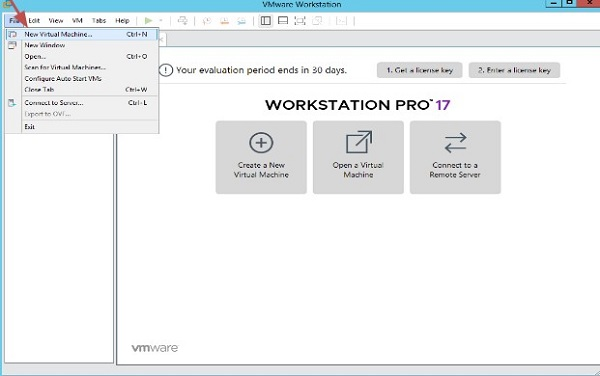 VMware Workstation
File Edit View VM Tabs Help
New Virtual Machine... Ctrl+N
New Window
Open... Ctrl+O
Scan for Virtual Machines...
Configure Auto Start VMs
Close Tab Ctrl+W
Connect to Server... Ctrl+L
Export to OVF...
Exit
Your evaluation period ends in 30 days.
1. Get a license key
2. Enter a license key
WORKSTATION PRO™ 17
Create a New
Virtual Machine
Open a Virtual
Machine
Connect to a
Remote Server
vmware